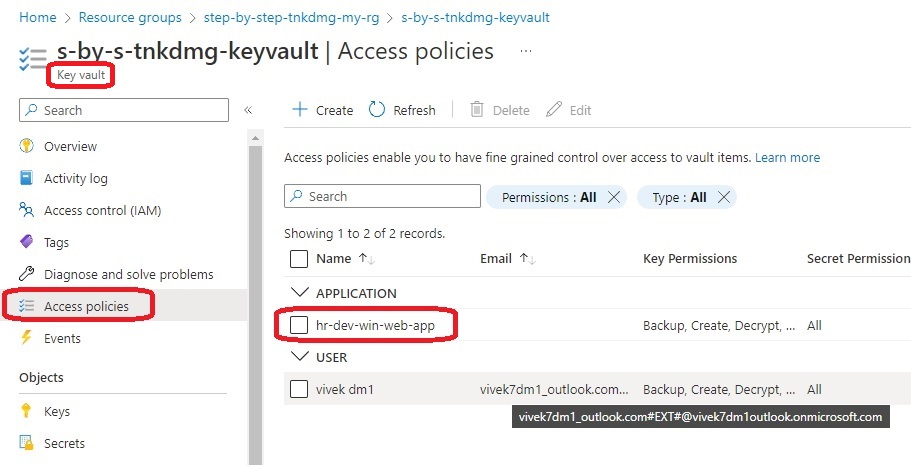 Home > Resource groups > step-by-step-tnkdmg-my-rg > s-by-s-tnkdmg-keyvault
s-by-s-tnkdmg-keyvault | Access policies ...
Key vault
Search «
Overview
Activity log
Access control (IAM)
Tags
Diagnose and solve problems
Access policies
Events
Objects
Keys
Secrets
+ Create Refresh Delete Edit
Access policies enable you to have fine grained control over access to vault items. Learn more
Search Permissions : All × Type : All ×
Showing 1 to 2 of 2 records.
Name ↑↓ Email ↑↓ Key Permissions Secret Permission
APPLICATION
hr-dev-win-web-app Backup, Create, Decrypt, ... All
USER
vivek dm1 vivek7dm1_outlook.com... Backup, Create, Decrypt, ... All
vivek7dm1_outlook.com#EXT#@vivek7dm1outlook.onmicrosoft.com